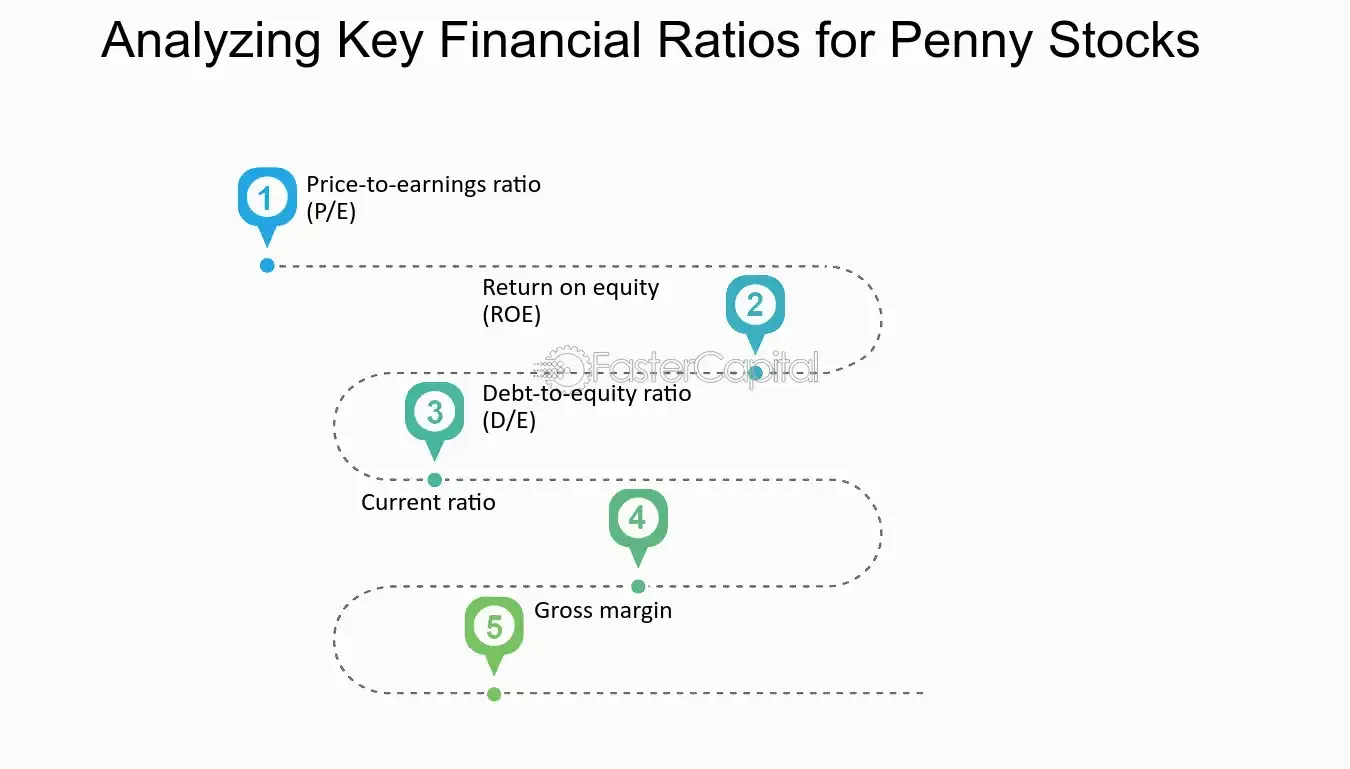 Analyzing Key Financial Ratios for Penny Stocks
1
Price-to-earnings ratio
(P/E)
2
Return on equity
(ROE)
FasterCapital
3
Debt-to-equity ratio
(D/E)
4
Current ratio
5
Gross margin